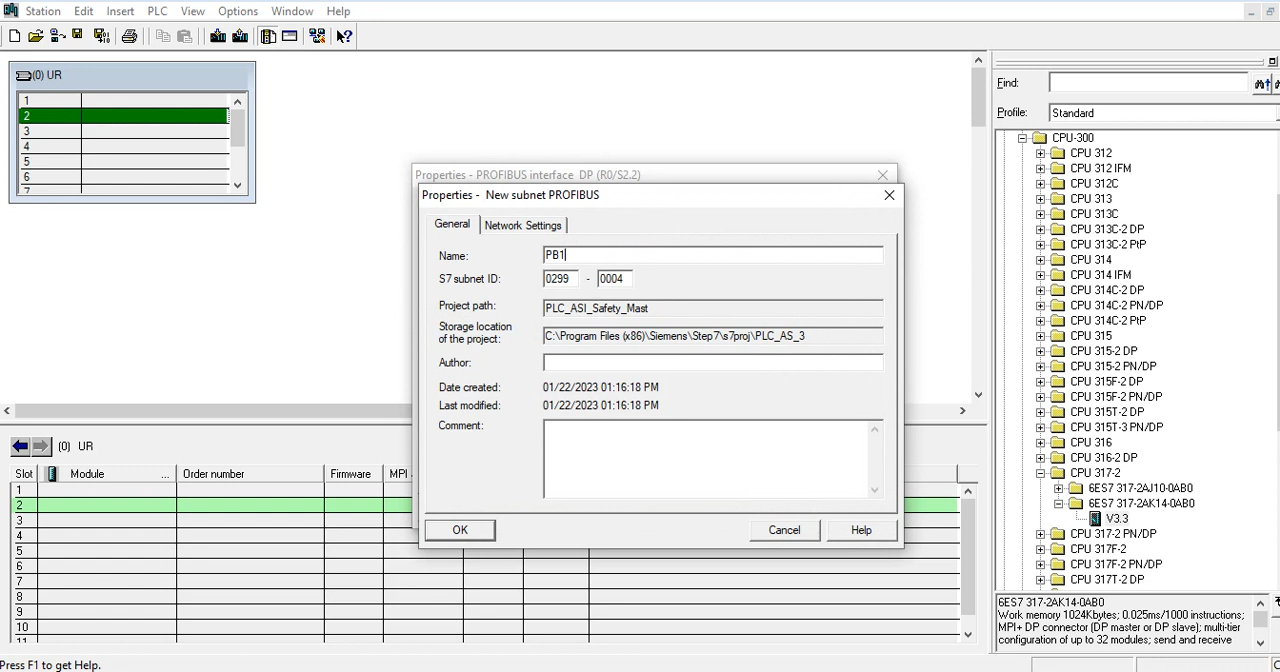 Station Edit Insert PLC View Options Window Help
(0) UR
1
2
3
4
5
6
7
Find:
Profile: Standard
CPU-300
CPU 312
CPU 312 IFM
CPU 312C
CPU 313
CPU 313C
CPU 313C-2 DP
CPU 313C-2 PtP
CPU 314
CPU 314 IFM
CPU 314C-2 DP
CPU 314C-2 PN/DP
CPU 314C-2 PtP
CPU 315
CPU 315-2 DP
CPU 315-2 PN/DP
CPU 315F-2 DP
CPU 315F-2 PN/DP
CPU 315T-2 DP
CPU 315T-3 PN/DP
CPU 316
CPU 316-2 DP
CPU 317-2
6ES7 317-2AJ10-0AB0
6ES7 317-2AK14-0AB0
V3.3
CPU 317-2 PN/DP
CPU 317F-2
CPU 317F-2 PN/DP
CPU 317T-2 DP
6ES7 317-2AK14-0AB0
Work memory 1024Kbytes; 0.025ms/1000 instructions;
MPI+ DP connector (DP master or DP slave); multi-tier
configuration of up to 32 modules; send and receive
Properties - PROFIBUS interface DP (R0/S2.2)
Properties - New subnet PROFIBUS
General Network Settings
Name: PB1
S7 subnet ID: 0299 - 0004
Project path: PLC_ASI_Safety_Mast
Storage location
of the project: C:\Program Files (x86)\Siemens\Step7\s7proj\PLC_AS_3
Author:
Date created: 01/22/2023 01:16:18 PM
Last modified: 01/22/2023 01:16:18 PM
Comment:
OK Cancel Help
(0) UR
Slot Module ... Order number Firmware MPI
1
2
3
4
5
6
7
8
9
10
11
Press F1 to get Help.